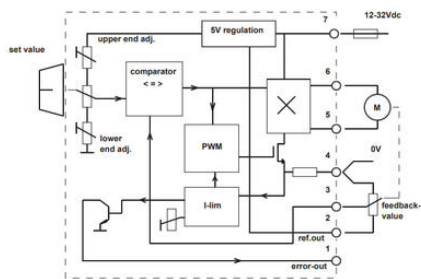 7
12-32Vdc
5V regulation
upper end adj.
set value
comparator
< = >
6
M
5
lower
end adj.
PWM
4
0V
3
I-lim
feedback-
value
2
ref.out
1
error-out